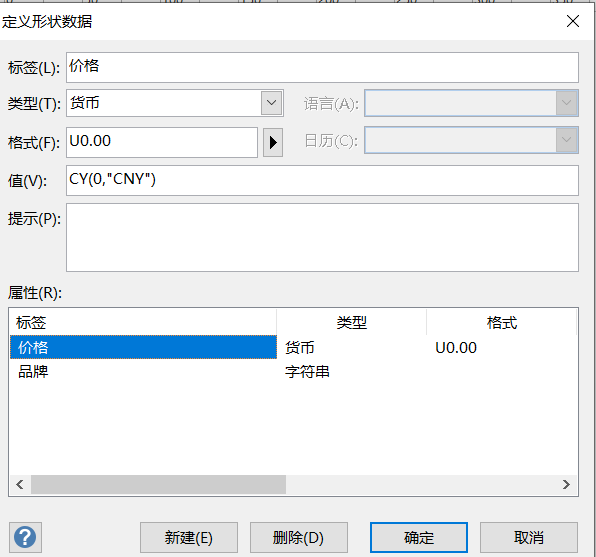 定义形状数据
标签(L): 价格
类型(T): 货币 语言(A):
格式(F): U0.00 日历(C):
值(V): CY(0,"CNY")
提示(P):
属性(R):
标签 类型 格式
价格 货币 U0.00
品牌 字符串
新建(E) 删除(D) 确定 取消